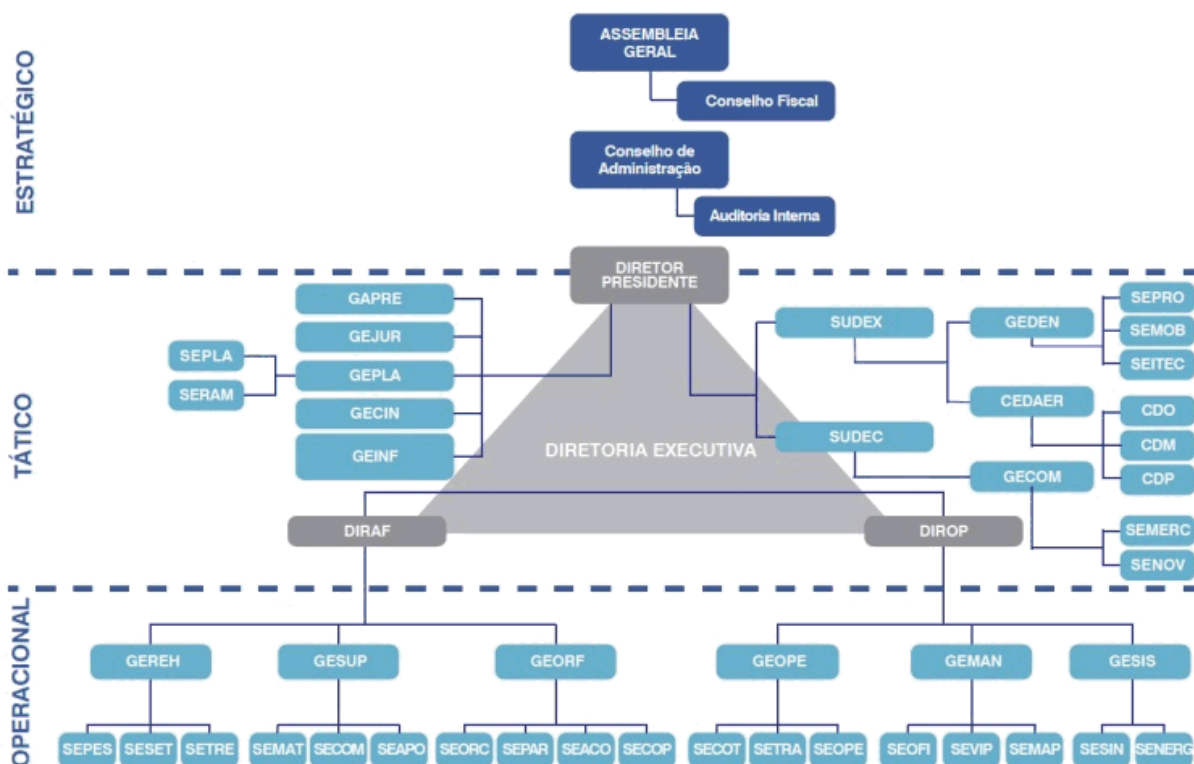 ESTRATÉGICO
ASSEMBLEIA
GERAL
Conselho Fiscal
Conselho de
Administração
Auditoria Interna
TÁTICO
DIRETOR
PRESIDENTE
GAPRE
GEJUR
GEPLA
GECIN
GEINF
SEPLA
SERAM
DIRETORIA EXECUTIVA
SUDEX
SUDEC
GEDEN
CEDAER
GECOM
SEPRO
SEMOB
SEITEC
CDO
CDM
CDP
SEMERC
SENOV
DIRAF
DIROP
OPERACIONAL
GEREH
GESUP
GEORF
GEOPE
GEMAN
GESIS
SEPES
SESET
SETRE
SEMAT
SECOM
SEAPO
SEORC
SEPAR
SEACO
SECOP
SECOT
SETRA
SEOPE
SEOFI
SEVIP
SEMAP
SESIN
SENERG